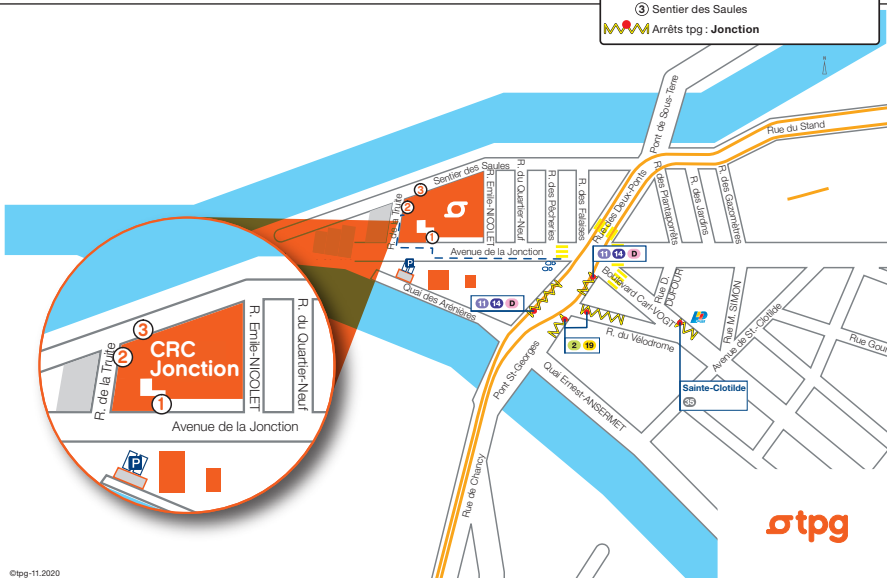 3 Sentier des Saules
Arrêts tpg : Jonction
Pont de Sous-Terre
Rue du Stand
Sentier des Saules
R. Emile-NICOLET
R. du Quartier-Neuf
R. des Pêcheries
R. des Falaises
Rue des Deux-Ponts
R. des Plantaporrêts
R. des Jardins
R. des Gazomètres
R. de la Truite
3
2
1
Avenue de la Jonction
P
11 14 D
Quai des Arénières
11 14 D
Boulevard Carl-VOGT
Rue D.
DUFOUR
Rue M. SIMON
Avenue de St.-Clotilde
R. du Vélodrome
2 19
Pont St-Georges
Quai Ernest-ANSERMET
Sainte-Clotilde
35
Rue de Chancy
CRC
Jonction
3
2
1
R. de la Truite
R. Emile-NICOLET
R. du Quartier-Neuf
Avenue de la Jonction
P
tpg
©tpg-11.2020